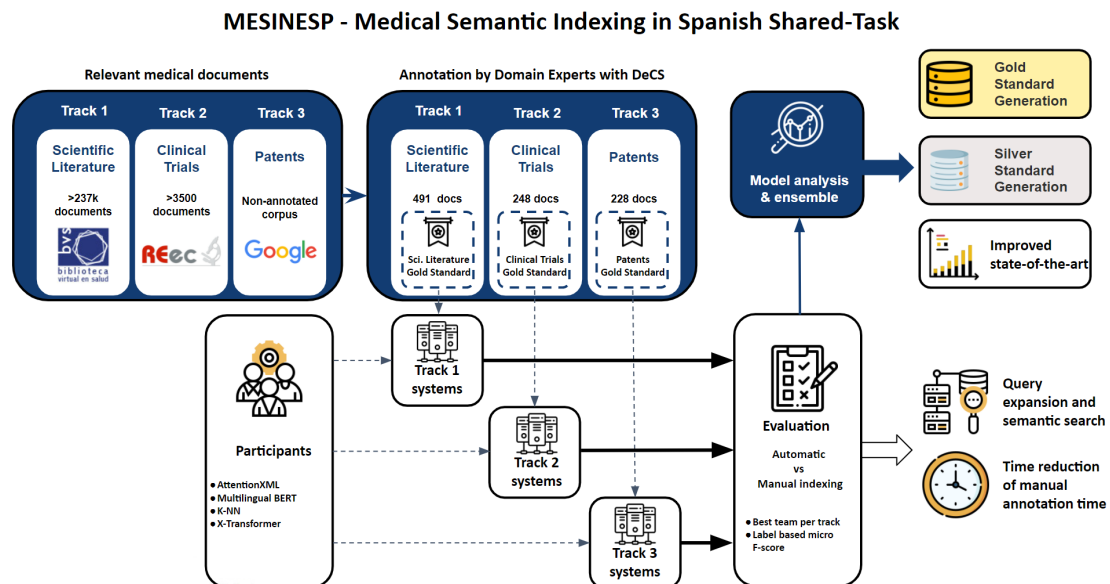 MESINESP - Medical Semantic Indexing in Spanish Shared-Task
Relevant medical documents
Track 1
Track 2
Track 3
Scientific
Literature
>237k
documents
bvs
biblioteca
virtual en salud
Clinical
Trials
>3500
documents
REec
Patents
Non-annotated
corpus
Google
Annotation by Domain Experts with DeCS
Track 1
Track 2
Track 3
Scientific
Literature
491 docs
Sci. Literature
Gold Standard
Clinical
Trials
248 docs
Clinical Trials
Gold Standard
Patents
228 docs
Patents
Gold Standard
Model analysis
& ensemble
Gold
Standard
Generation
Silver
Standard
Generation
Improved
state-of-the-art
Participants
● AttentionXML
● Multilingual BERT
● K-NN
● X-Transformer
Track 1
systems
Track 2
systems
Track 3
systems
Evaluation
Automatic
vs
Manual indexing
● Best team per track
● Label based micro
F-score
Query
expansion and
semantic search
Time reduction
of manual
annotation time